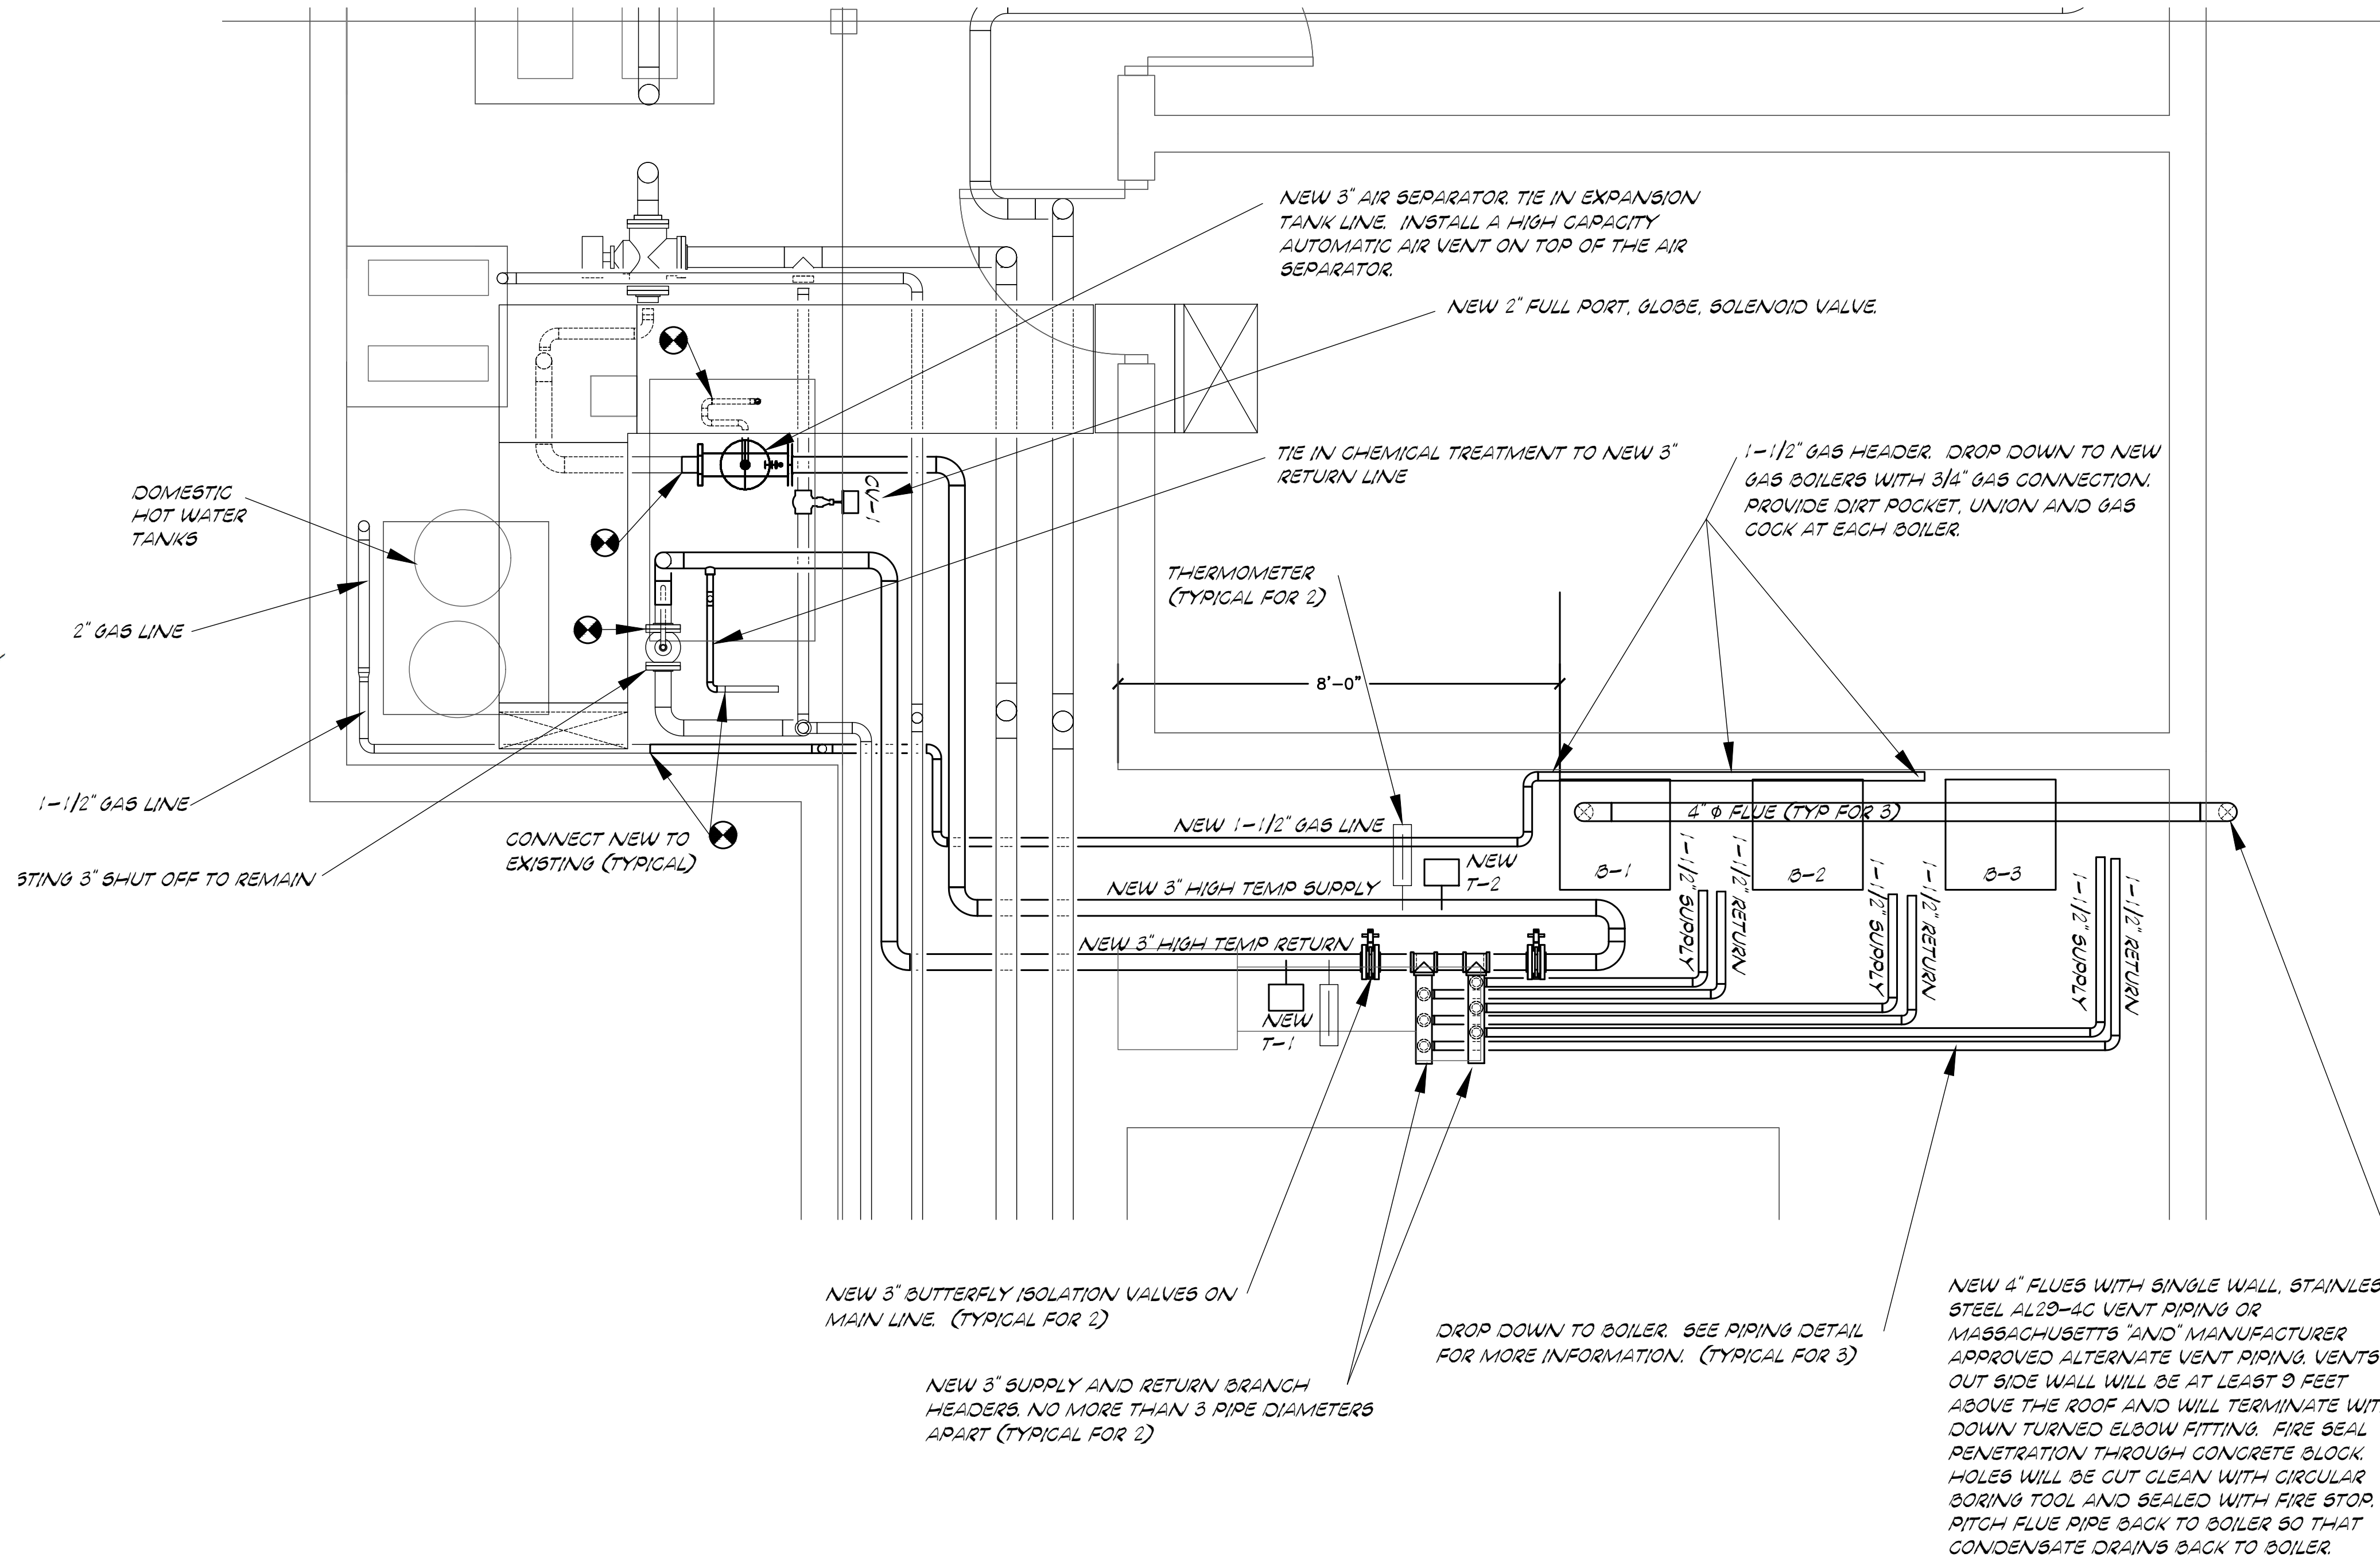 NEW 3" AIR SEPARATOR. TIE IN EXPANSION
TANK LINE. INSTALL A HIGH CAPACITY
AUTOMATIC AIR VENT ON TOP OF THE AIR
SEPARATOR.
NEW 2" FULL PORT, GLOBE, SOLENOID VALVE.
TIE IN CHEMICAL TREATMENT TO NEW 3"
RETURN LINE
1-1/2" GAS HEADER. DROP DOWN TO NEW
GAS BOILERS WITH 3/4" GAS CONNECTION.
PROVIDE DIRT POCKET, UNION AND GAS
COCK AT EACH BOILER.
CV-1
DOMESTIC
HOT WATER
TANKS
THERMOMETER
(TYPICAL FOR 2)
2" GAS LINE
8'-0"
1-1/2" GAS LINE
STING 3" SHUT OFF TO REMAIN
CONNECT NEW TO
EXISTING (TYPICAL)
NEW 1-1/2" GAS LINE
4" Φ FLUE (TYP FOR 3)
B-1
B-2
B-3
NEW
T-2
NEW 3" HIGH TEMP SUPPLY
NEW 3" HIGH TEMP RETURN
1-1/2" SUPPLY
1-1/2" RETURN
1-1/2" SUPPLY
1-1/2" RETURN
1-1/2" SUPPLY
1-1/2" RETURN
NEW
T-1
NEW 3" BUTTERFLY ISOLATION VALVES ON
MAIN LINE. (TYPICAL FOR 2)
NEW 3" SUPPLY AND RETURN BRANCH
HEADERS. NO MORE THAN 3 PIPE DIAMETERS
APART (TYPICAL FOR 2)
DROP DOWN TO BOILER. SEE PIPING DETAIL
FOR MORE INFORMATION. (TYPICAL FOR 3)
NEW 4" FLUES WITH SINGLE WALL, STAINLES
STEEL AL29-4C VENT PIPING OR
MASSACHUSETTS "AND" MANUFACTURER
APPROVED ALTERNATE VENT PIPING. VENTS
OUT SIDE WALL WILL BE AT LEAST 9 FEET
ABOVE THE ROOF AND WILL TERMINATE WIT
DOWN TURNED ELBOW FITTING. FIRE SEAL
PENETRATION THROUGH CONCRETE BLOCK.
HOLES WILL BE CUT CLEAN WITH CIRCULAR
BORING TOOL AND SEALED WITH FIRE STOP.
PITCH FLUE PIPE BACK TO BOILER SO THAT
CONDENSATE DRAINS BACK TO BOILER.